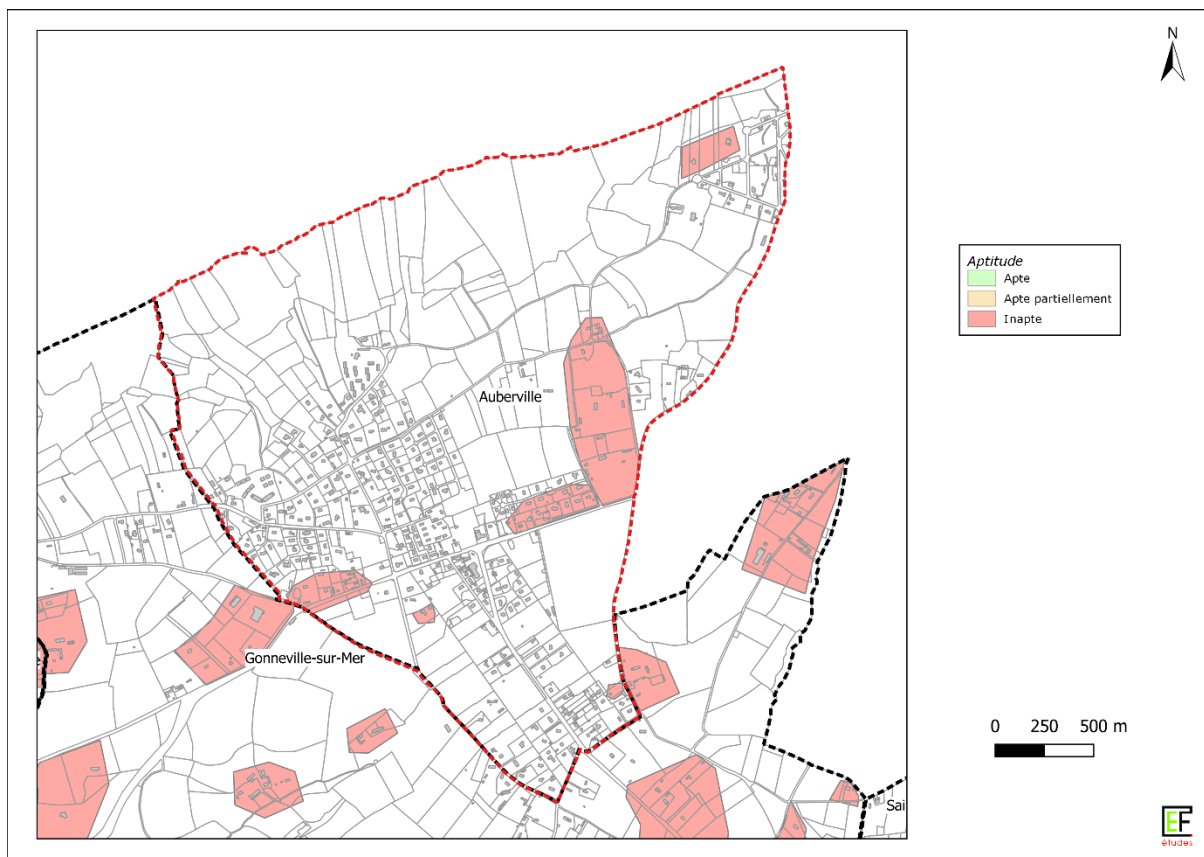 N
Auberville
Aptitude
Apte
Apte partiellement
Inapte
Gonneville-sur-Mer
0 250 500 m
Sai
EF
études